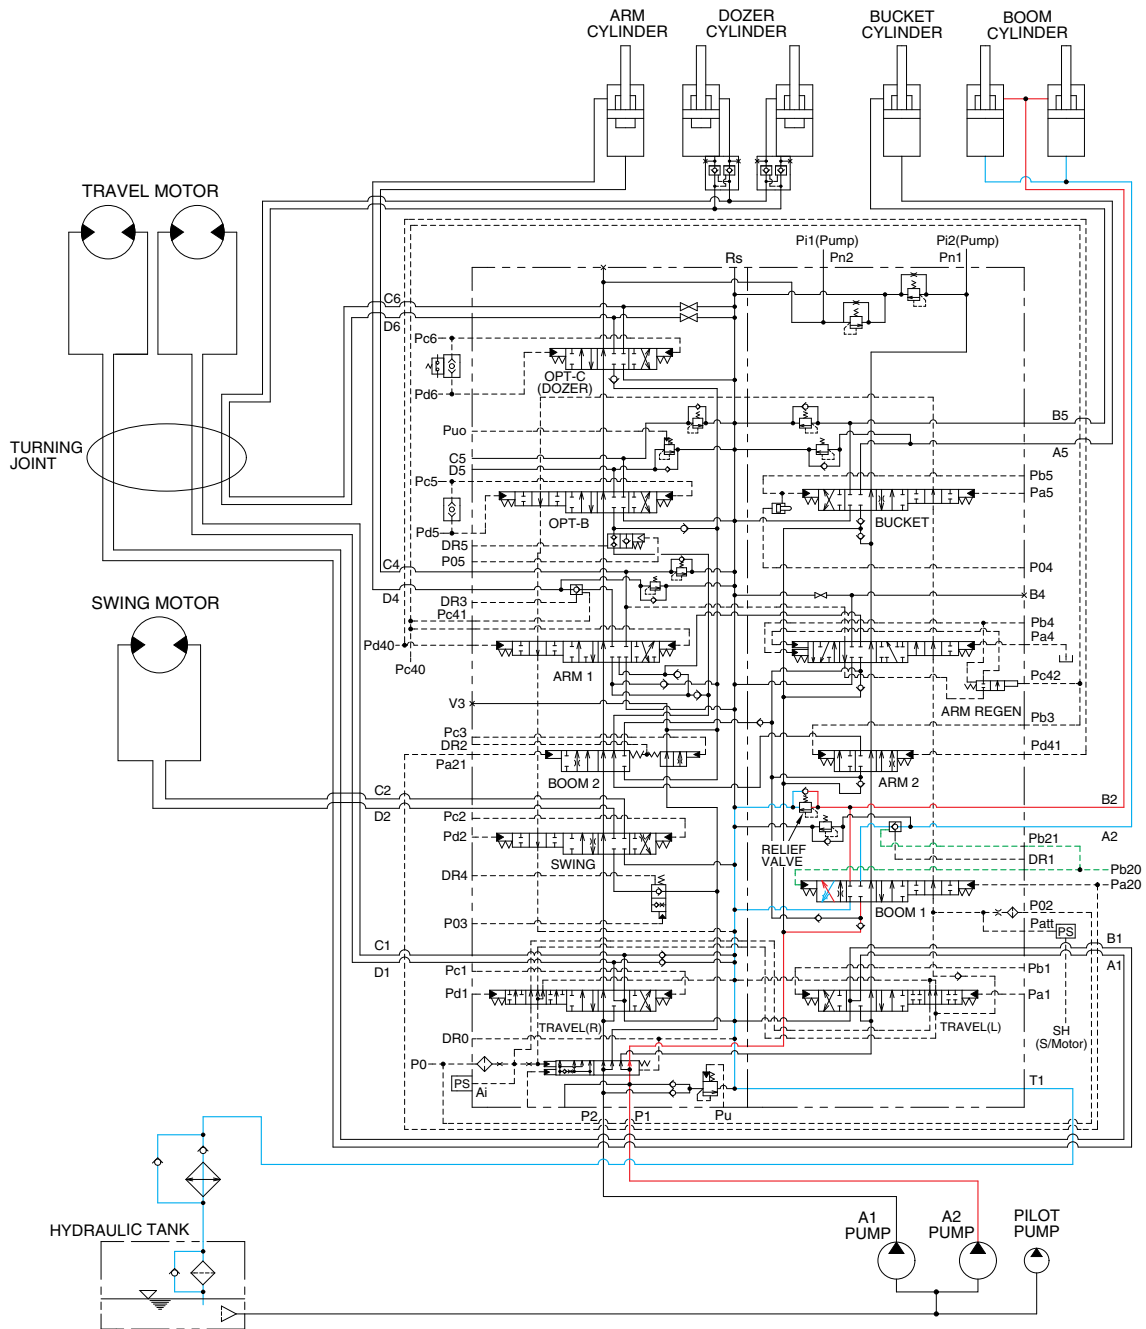 ARM
CYLINDER
DOZER
CYLINDER
BUCKET
CYLINDER
BOOM
CYLINDER
TRAVEL MOTOR
Pi1(Pump)
Pn2
Pi2(Pump)
Pn1
Rs
C6
D6
Pc6
Pd6
OPT-C
(DOZER)
TURNING
JOINT
Puo
C5
D5
Pc5
Pd5
OPT-B
BUCKET
B5
A5
Pb5
Pa5
DR5
P05
P04
C4
D4
DR3
Pc41
B4
Pb4
Pa4
SWING MOTOR
Pd40
Pc40
ARM 1
Pc42
ARM REGEN
V3
Pc3
DR2
Pa21
BOOM 2
ARM 2
Pb3
Pd41
C2
D2
Pc2
Pd2
SWING
RELIEF
VALVE
B2
A2
Pb21
DR1
Pb20
Pa20
DR4
P03
BOOM 1
P02
Patt
PS
C1
D1
Pc1
Pd1
TRAVEL(R)
TRAVEL(L)
B1
A1
Pb1
Pa1
SH
(S/Motor)
DR0
P0
PS
Ai
P2
P1
Pu
T1
HYDRAULIC TANK
A1
PUMP
A2
PUMP
PILOT
PUMP